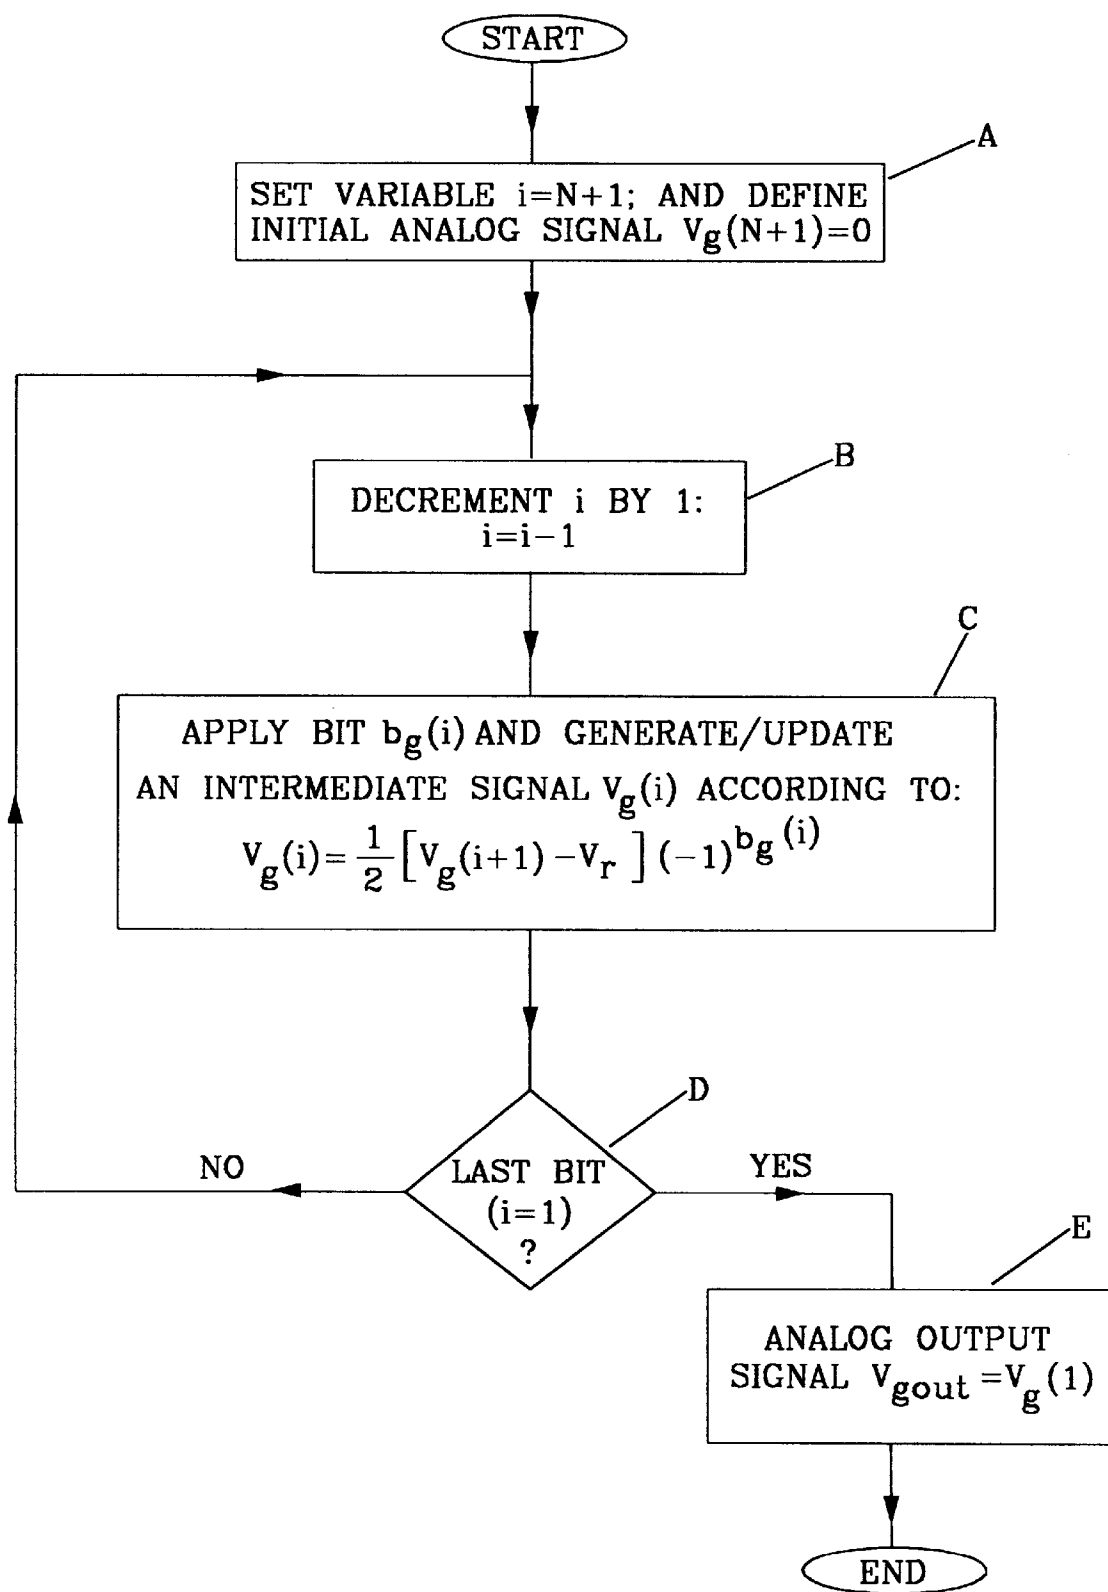 START
A
SET VARIABLE i=N+1; AND DEFINE
INITIAL ANALOG SIGNAL Vg(N+1)=0
B
DECREMENT i BY 1:
i=i−1
C
APPLY BIT bg(i) AND GENERATE/UPDATE
AN INTERMEDIATE SIGNAL Vg(i) ACCORDING TO:
Vg(i)= 1/2 [Vg(i+1) −Vr ] (−1)^bg(i)
D
NO
LAST BIT
(i=1)
?
YES
E
ANALOG OUTPUT
SIGNAL Vgout =Vg(1)
END